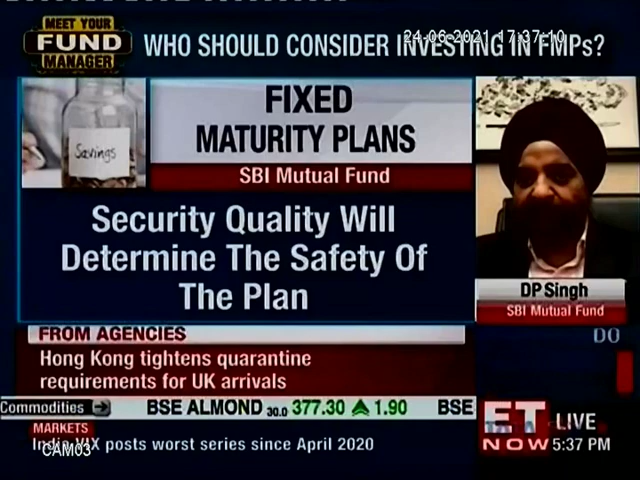 MEET YOUR
FUND
MANAGER
WHO SHOULD CONSIDER INVESTING IN FMPs?
24-06-2021 17:37:10
Savings
FIXED
MATURITY PLANS
SBI Mutual Fund
Security Quality Will
Determine The Safety Of
The Plan
DP Singh
SBI Mutual Fund
FROM AGENCIES
DO
Hong Kong tightens quarantine
requirements for UK arrivals
Commodities
BSE ALMOND 30.0 377.30 1.90 BSE
ET
NOW
LIVE
5:37 PM
MARKETS
India VIX posts worst series since April 2020
CAM03